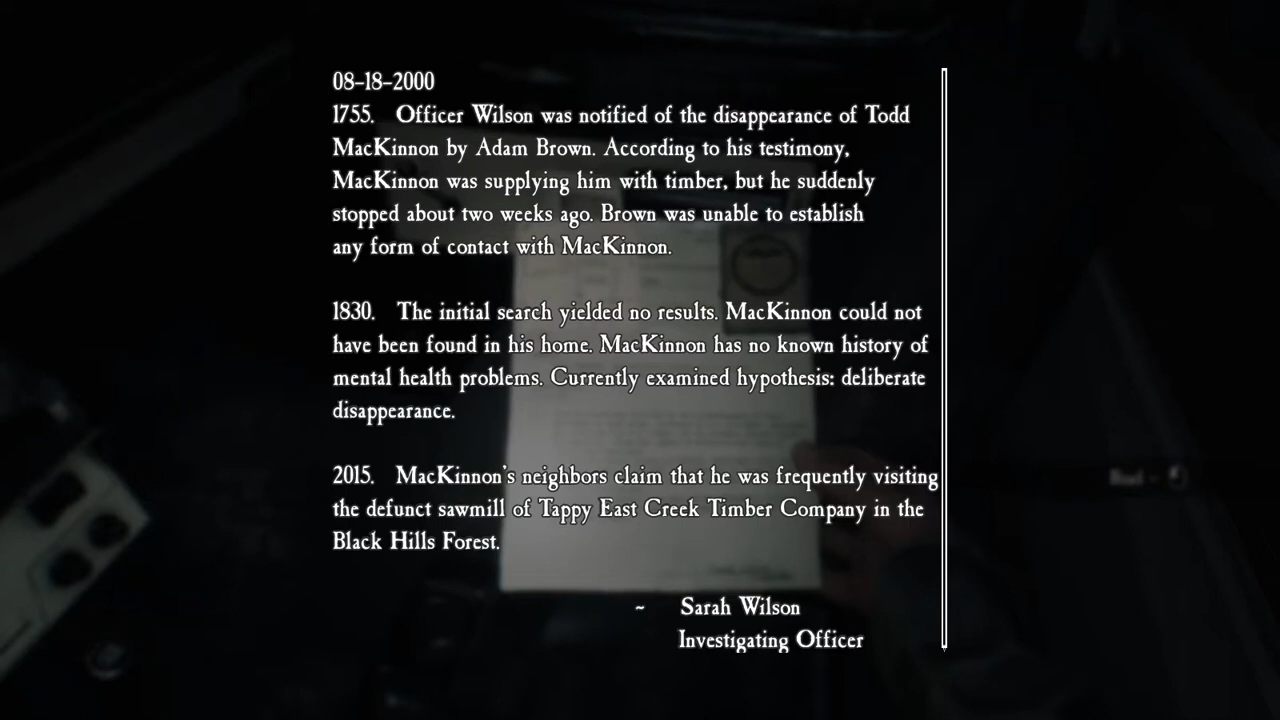 08-18-2000
1755. Officer Wilson was notified of the disappearance of Todd
MacKinnon by Adam Brown. According to his testimony,
MacKinnon was supplying him with timber, but he suddenly
stopped about two weeks ago. Brown was unable to establish
any form of contact with MacKinnon.
1830. The initial search yielded no results. MacKinnon could not
have been found in his home. MacKinnon has no known history of
mental health problems. Currently examined hypothesis: deliberate
disappearance.
2015. MacKinnon's neighbors claim that he was frequently visiting
the defunct sawmill of Tappy East Creek Timber Company in the
Black Hills Forest.
~ Sarah Wilson
Investigating Officer